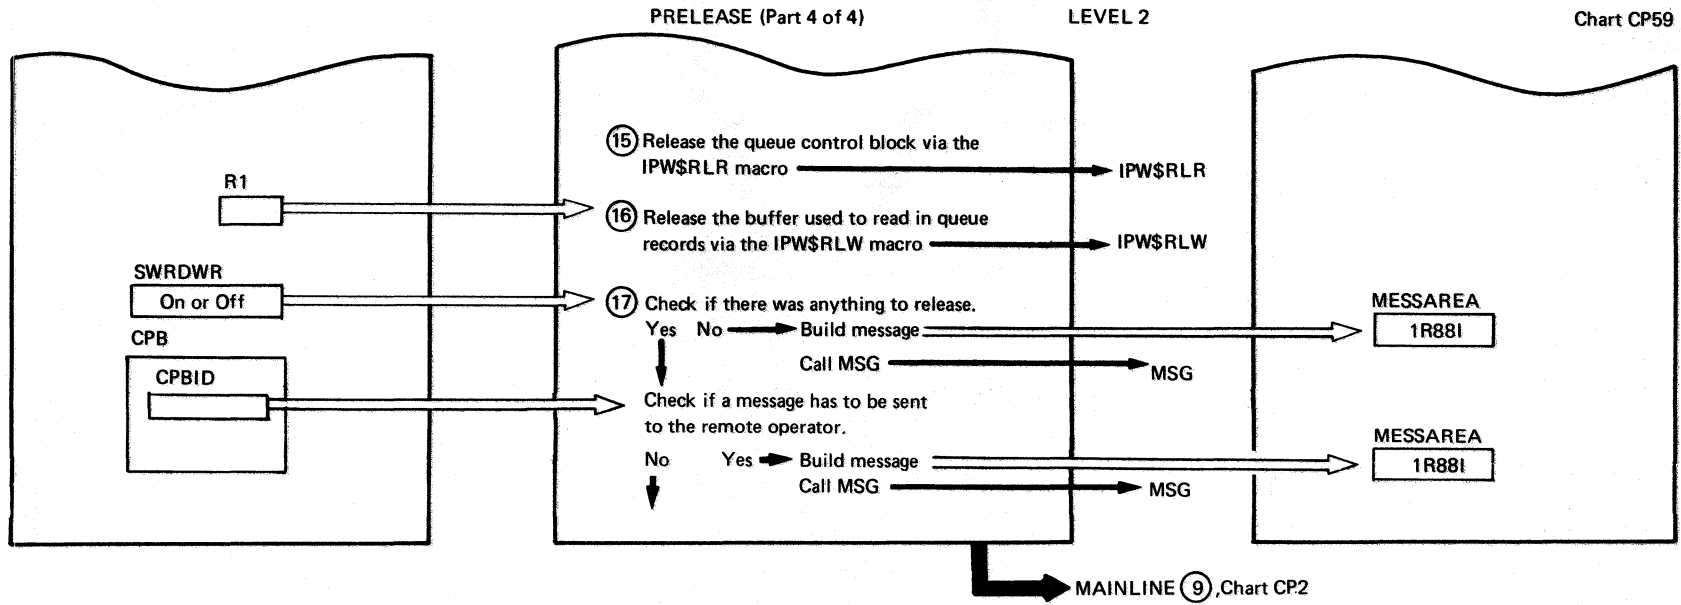 PRELEASE (Part 4 of 4)
LEVEL 2
Chart CP59
R1
SWRDWR
On or Off
CPB
CPBID
15 Release the queue control block via the
IPW$RLR macro
IPW$RLR
16 Release the buffer used to read in queue
records via the IPW$RLW macro
IPW$RLW
17 Check if there was anything to release.
Yes No Build message
Call MSG
MSG
Check if a message has to be sent
to the remote operator.
No Yes Build message
Call MSG
MSG
MESSAREA
1R88I
MESSAREA
1R88I
MAINLINE 9 ,Chart CP2